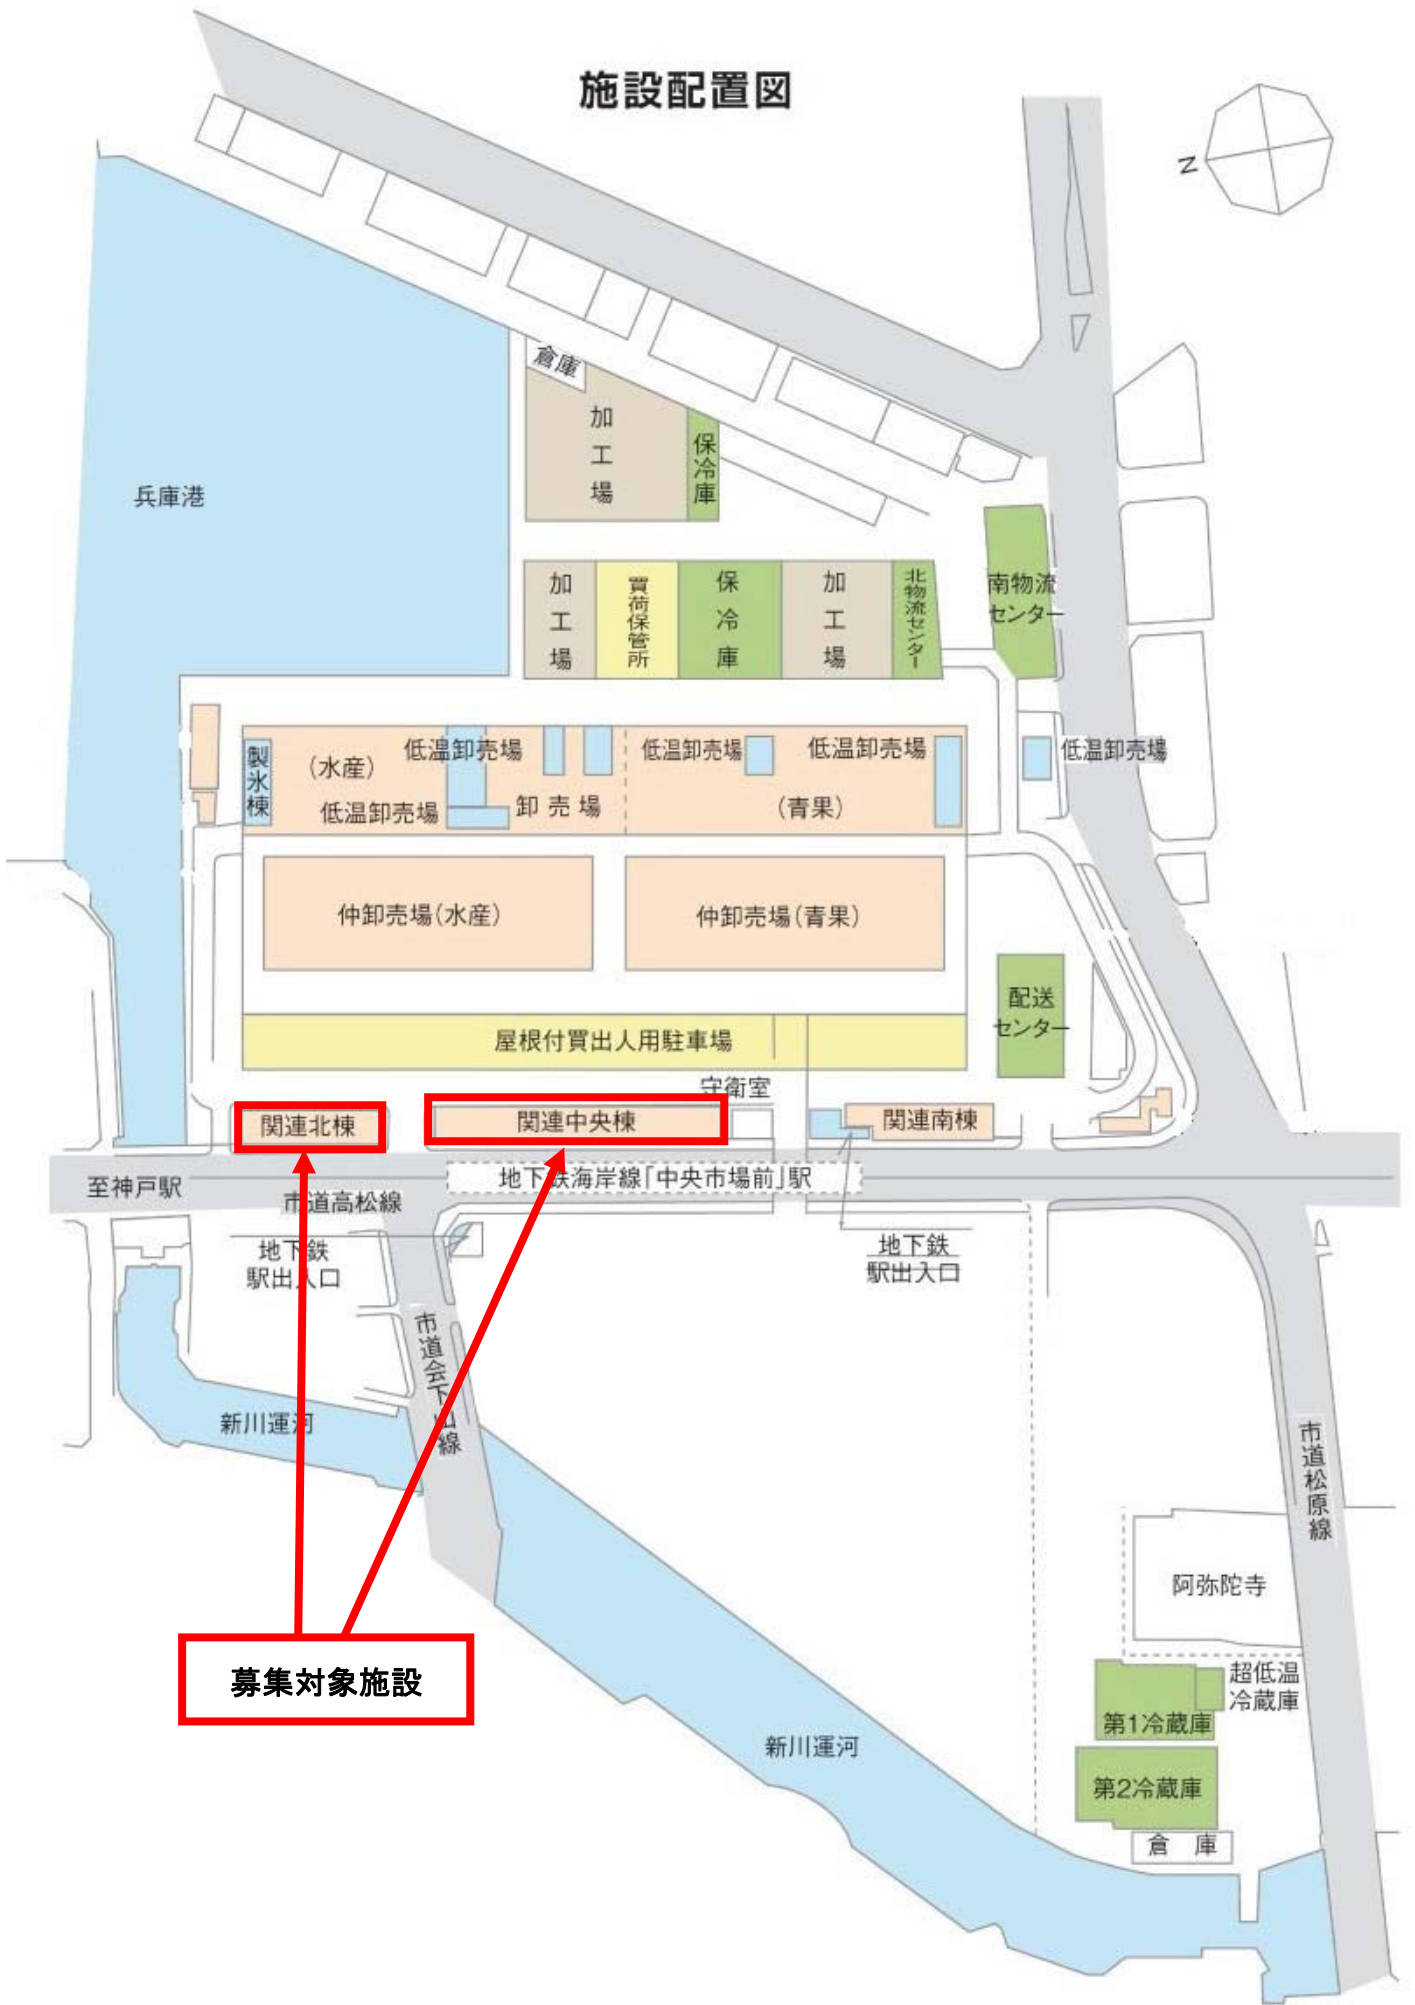 施設配置図
N
倉庫
加工場
保冷庫
兵庫港
加工場
買荷保管所
保冷庫
加工場
北物流センター
南物流
センター
製氷棟
(水産)
低温卸売場
低温卸売場
卸売場
低温卸売場
低温卸売場
(青果)
低温卸売場
仲卸売場(水産)
仲卸売場(青果)
配送
センター
屋根付買出人用駐車場
守衛室
関連北棟
関連中央棟
関連南棟
至神戸駅
市道高松線
地下鉄海岸線「中央市場前」駅
地下鉄
駅出入口
地下鉄
駅出入口
市道会下山線
新川運河
市道松原線
阿弥陀寺
募集対象施設
超低温
冷蔵庫
第1冷蔵庫
新川運河
第2冷蔵庫
倉庫